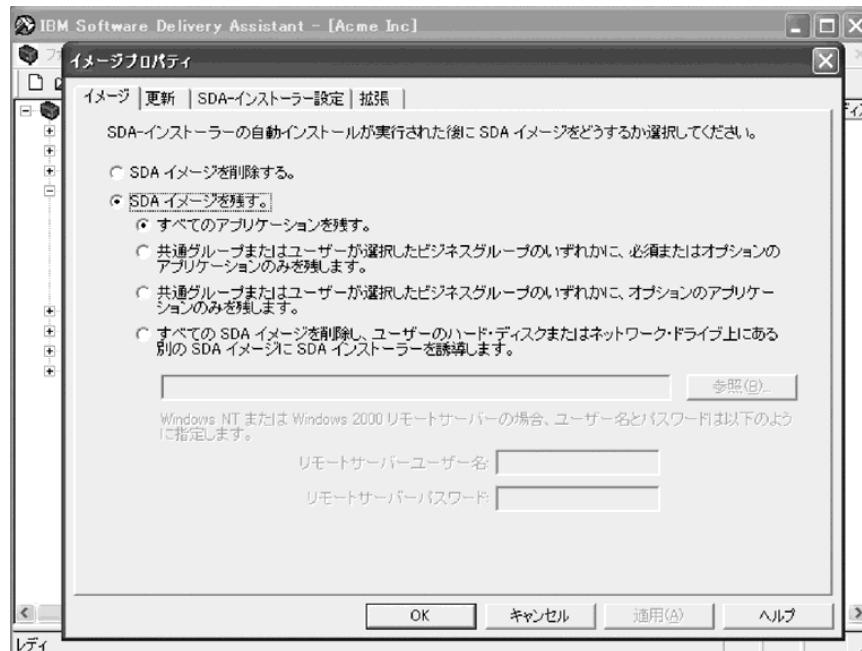 IBM Software Delivery Assistant - [Acme Inc]
イメージプロパティ
イメージ
更新
SDA-インストーラー設定
拡張
SDA-インストーラーの自動インストールが実行された後に SDA イメージをどうするか選択してください。
SDA イメージを削除する。
SDA イメージを残す。
すべてのアプリケーションを残す。
共通グループまたはユーザーが選択したビジネスグループのいずれかに、必須またはオプションの
アプリケーションのみを残します。
共通グループまたはユーザーが選択したビジネスグループのいずれかに、オプションのアプリケー
ションのみを残します。
すべての SDA イメージを削除し、ユーザーのハード・ディスクまたはネットワーク・ドライブ上にある
別の SDA イメージに SDA インストーラーを誘導します。
参照(B)...
Windows NT または Windows 2000 リモートサーバーの場合、ユーザー名とパスワードは以下のよう
に指定します。
リモートサーバーユーザー名:
リモートサーバーパスワード:
OK
キャンセル
適用(A)
ヘルプ
レディ